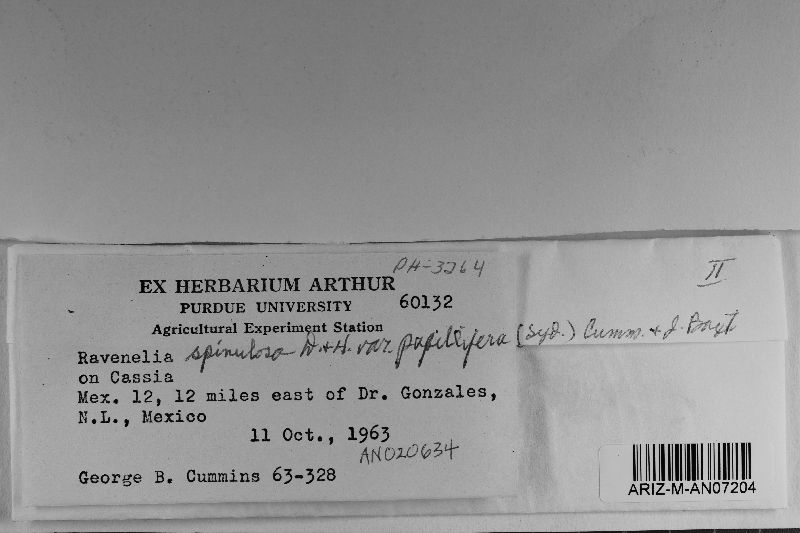 PH-3264
II
EX HERBARIUM ARTHUR
PURDUE UNIVERSITY 60132
Agricultural Experiment Station
Ravenelia spinulosa D. & H. var. papillifera (Syd.) Cumm. & J. Baxt
on Cassia
Mex. 12, 12 miles east of Dr. Gonzales,
N.L., Mexico
11 Oct., 1963
AN020634
George B. Cummins 63-328
ARIZ-M-AN07204